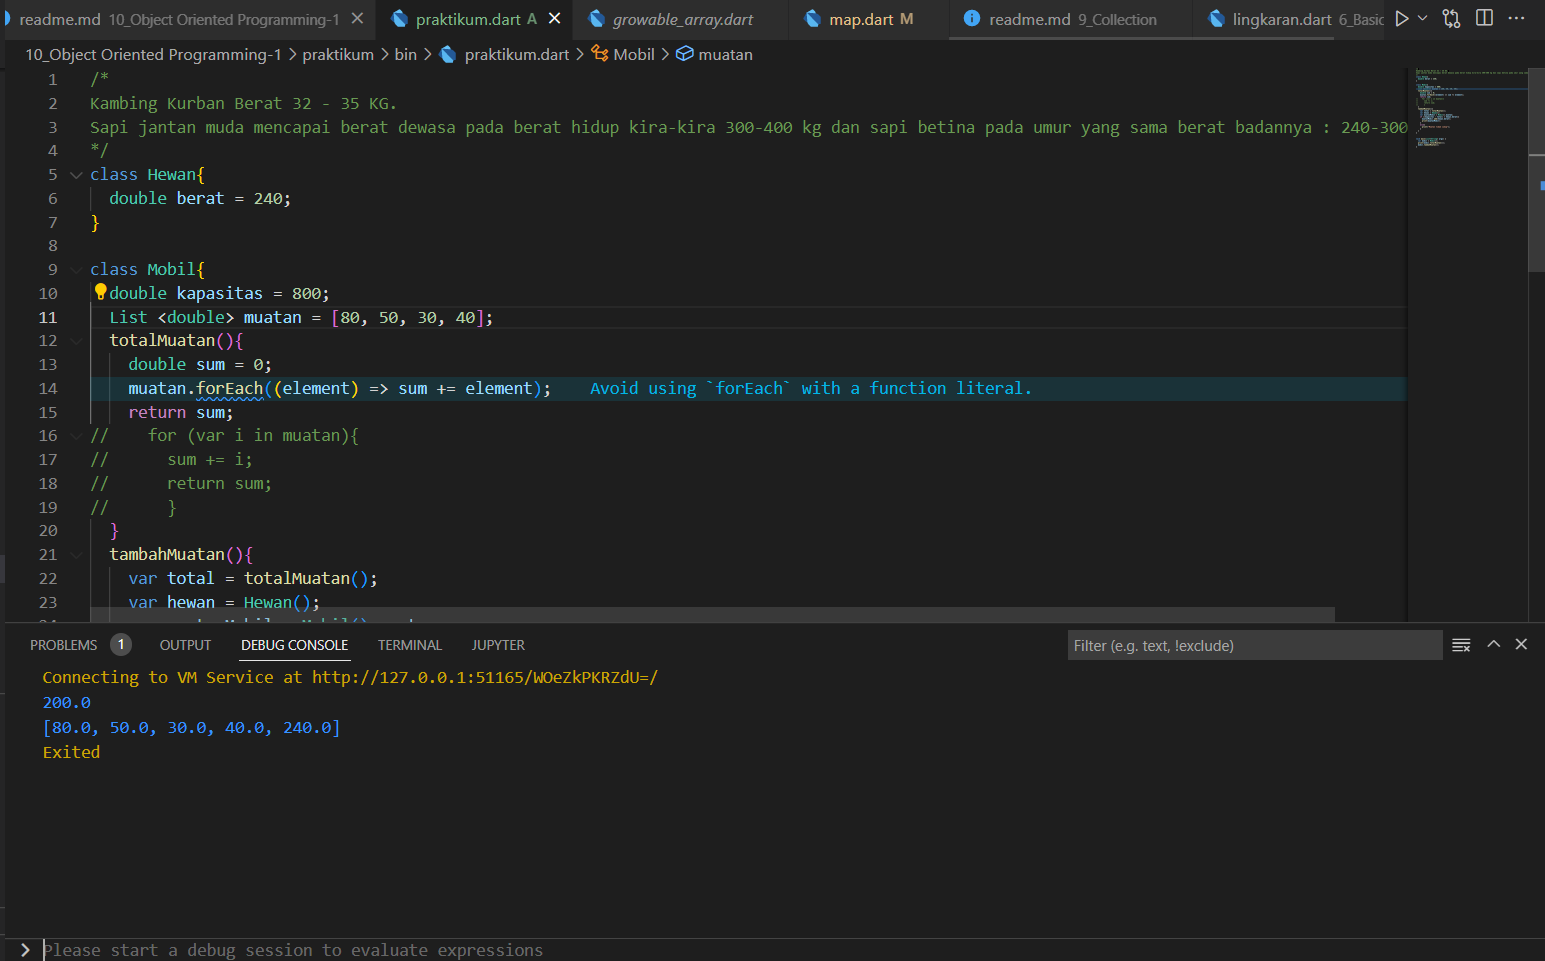 readme.md 10_Object Oriented Programming-1
praktikum.dart A
growable_array.dart
map.dart M
readme.md 9_Collection
lingkaran.dart 6_Basic
10_Object Oriented Programming-1 > praktikum > bin > praktikum.dart > Mobil > muatan
1 /*
2 Kambing Kurban Berat 32 - 35 KG.
3 Sapi jantan muda mencapai berat dewasa pada berat hidup kira-kira 300-400 kg dan sapi betina pada umur yang sama berat badannya : 240-300
4 */
5 class Hewan{
6 double berat = 240;
7 }
8
9 class Mobil{
10 double kapasitas = 800;
11 List <double> muatan = [80, 50, 30, 40];
12 totalMuatan(){
13 double sum = 0;
14 muatan.forEach((element) => sum += element); Avoid using `forEach` with a function literal.
15 return sum;
16 // for (var i in muatan){
17 // sum += i;
18 // return sum;
19 // }
20 }
21 tambahMuatan(){
22 var total = totalMuatan();
23 var hewan = Hewan();
PROBLEMS 1 OUTPUT DEBUG CONSOLE TERMINAL JUPYTER
Filter (e.g. text, !exclude)
Connecting to VM Service at http://127.0.0.1:51165/WOeZkPKRZdU=/
200.0
[80.0, 50.0, 30.0, 40.0, 240.0]
Exited
> Please start a debug session to evaluate expressions